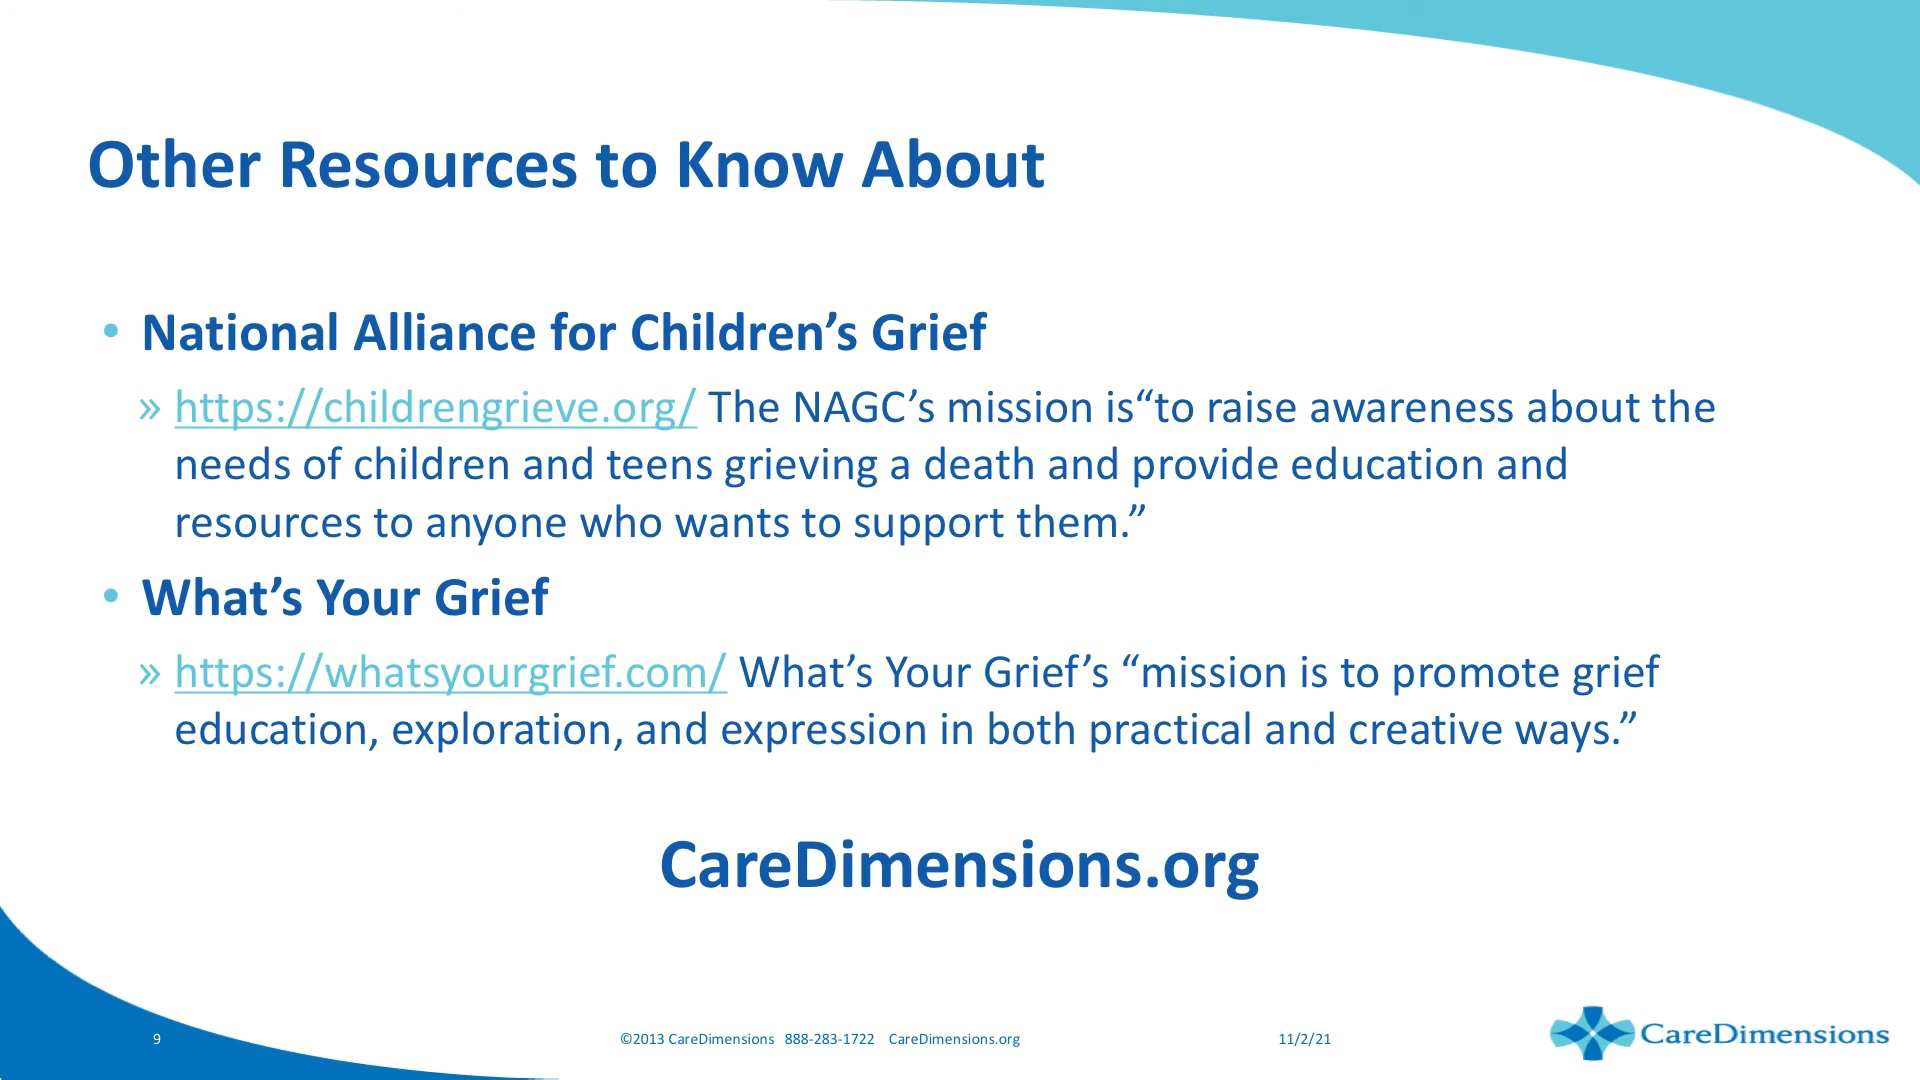 Other Resources to Know About
• National Alliance for Children’s Grief
» https://childrengrieve.org/ The NAGC’s mission is“to raise awareness about the
needs of children and teens grieving a death and provide education and
resources to anyone who wants to support them.”
• What’s Your Grief
» https://whatsyourgrief.com/ What’s Your Grief’s “mission is to promote grief
education, exploration, and expression in both practical and creative ways.”
CareDimensions.org
9
©2013 CareDimensions 888-283-1722 CareDimensions.org
11/2/21
CareDimensions